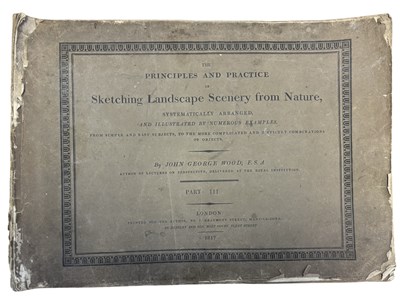 THE
PRINCIPLES AND PRACTICE
OF
Sketching Landscape Scenery from Nature,
SYSTEMATICALLY ARRANGED,
AND ILLUSTRATED BY NUMEROUS EXAMPLES
FROM SIMPLE AND EASY SUBJECTS, TO THE MORE COMPLICATED AND DIFFICULT COMBINATIONS
OF OBJECTS.
By JOHN GEORGE WOOD, F.S.A
AUTHOR OF LECTURES ON PERSPECTIVE, DELIVERED AT THE ROYAL INSTITUTION.
PART III
LONDON